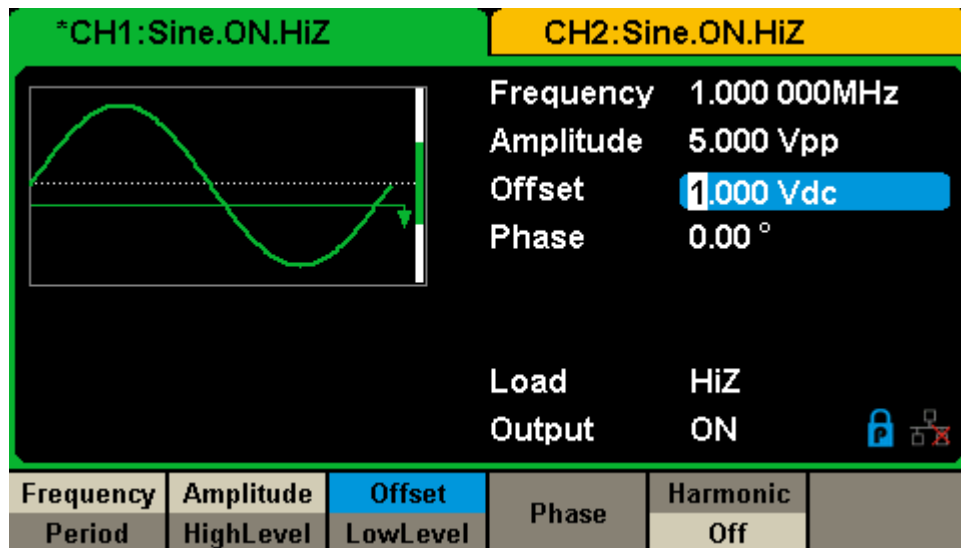 *CH1:Sine.ON.HiZ CH2:Sine.ON.HiZ
Frequency 1.000 000MHz
Amplitude 5.000 Vpp
Offset 1.000 Vdc
Phase 0.00 °
Load HiZ
Output ON P
Frequency Amplitude Offset Phase Harmonic
Period HighLevel LowLevel Off